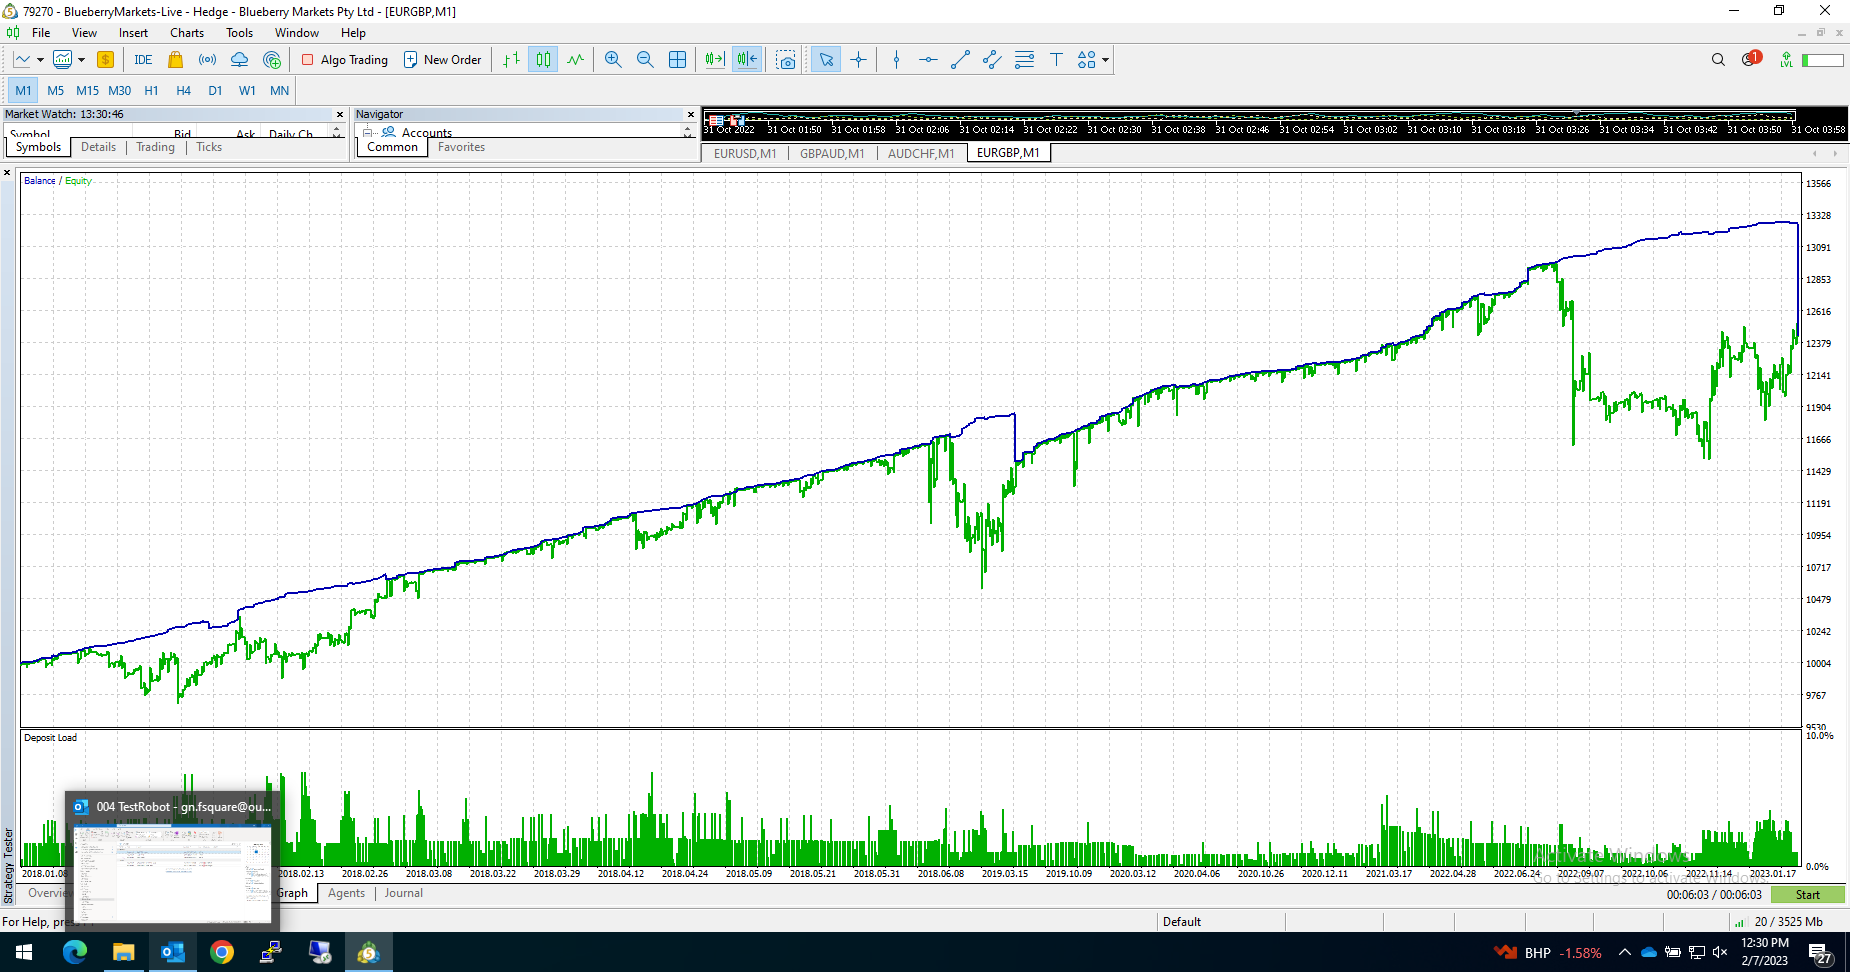 79270 - BlueberryMarkets-Live - Hedge - Blueberry Markets Pty Ltd - [EURGBP,M1]
File View Insert Charts Tools Window Help
IDE Algo Trading New Order 1 LVL
M1 M5 M15 M30 H1 H4 D1 W1 MN
Market Watch: 13:30:46
Symbol Bid Ask Daily Ch...
Symbols Details Trading Ticks
Navigator
Accounts
Common Favorites
31 Oct 2022 31 Oct 01:50 31 Oct 01:58 31 Oct 02:06 31 Oct 02:14 31 Oct 02:22 31 Oct 02:30 31 Oct 02:38 31 Oct 02:46 31 Oct 02:54 31 Oct 03:02 31 Oct 03:10 31 Oct 03:18 31 Oct 03:26 31 Oct 03:34 31 Oct 03:42 31 Oct 03:50 31 Oct 03:58
EURUSD,M1 GBPAUD,M1 AUDCHF,M1 EURGBP,M1
Balance / Equity
13566
13328
13091
12853
12616
12379
12141
11904
11666
11429
11191
10954
10717
10479
10242
10004
9767
9530
Deposit Load
10.0%
0.0%
004 TestRobot - gn.fsquare@ou...
2018.01.08 2018.02.13 2018.02.26 2018.03.08 2018.03.22 2018.03.29 2018.04.12 2018.04.24 2018.05.09 2018.05.21 2018.05.31 2018.06.08 2019.03.15 2019.10.09 2020.03.12 2020.04.06 2020.10.26 2020.12.15 2021.03.17 2022.04.28 2022.06.24 2022.09.07 2022.10.06 2022.11.14 2023.01.17
Activate Windows
Go to Settings to activate Windows.
Strategy Tester
Overview Graph Agents Journal
00:06:03 / 00:06:03 Start
For Help, press F1
Default
20 / 3525 Mb
BHP -1.58%
12:30 PM
2/7/2023
27